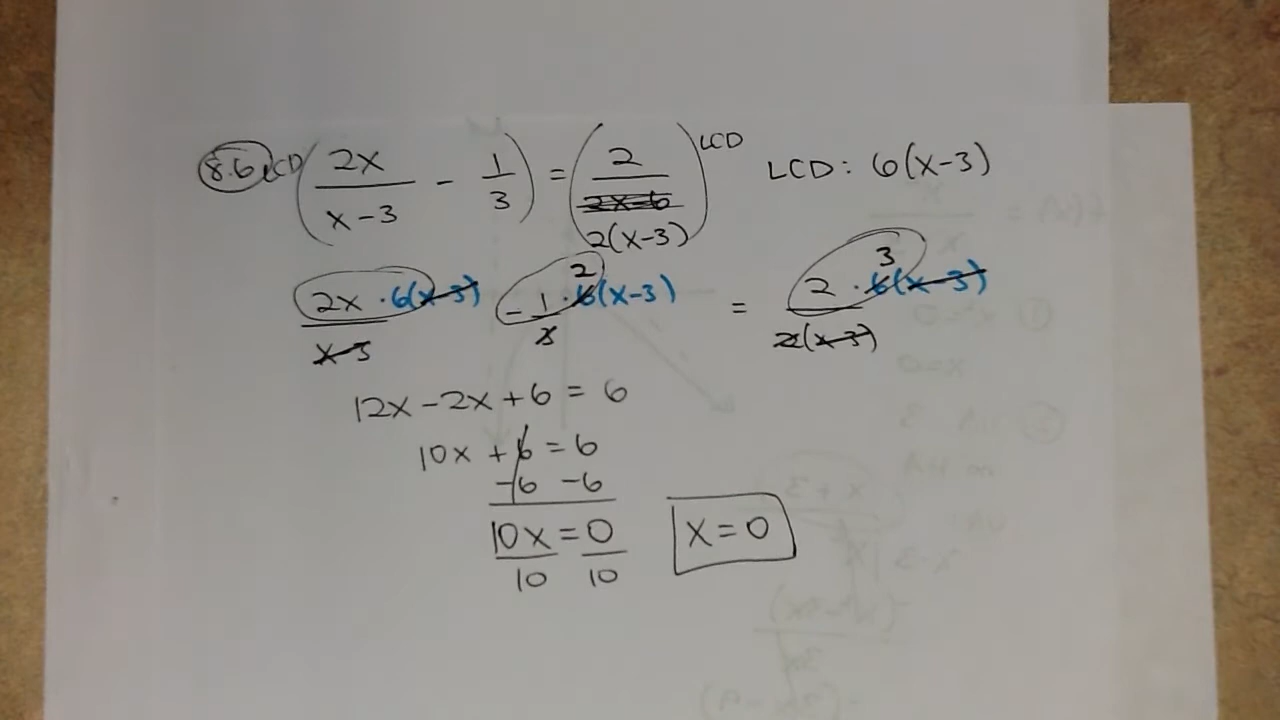 8.6 LCD (2x/(x-3) - 1/3) = (2/2x-6 2(x-3)) LCD LCD: 6(x-3)
2x · 6(x-3)/x-3 - 1 · 6(x-3)/3 2 = 2 · 6(x-3)/2(x-3) 3
12x - 2x + 6 = 6
10x + 6 = 6
-6 -6
10x = 0 x = 0
10 10